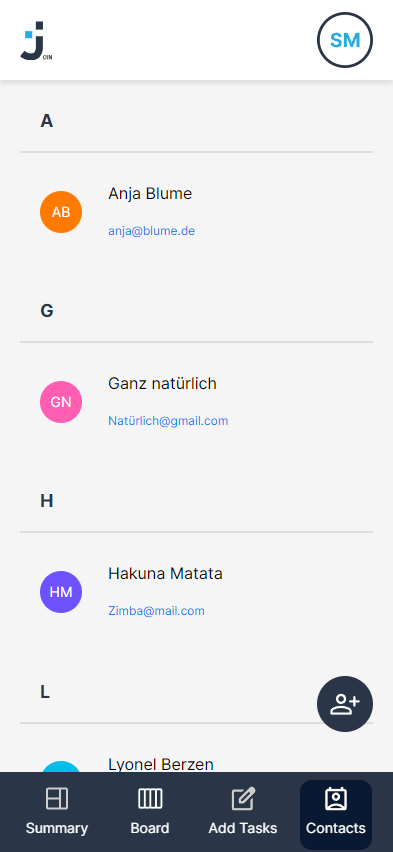 JOIN
SM
A
AB
Anja Blume
anja@blume.de
G
GN
Ganz natürlich
Natürlich@gmail.com
H
HM
Hakuna Matata
Zimba@mail.com
L
Lyonel Berzen
Summary
Board
Add Tasks
Contacts